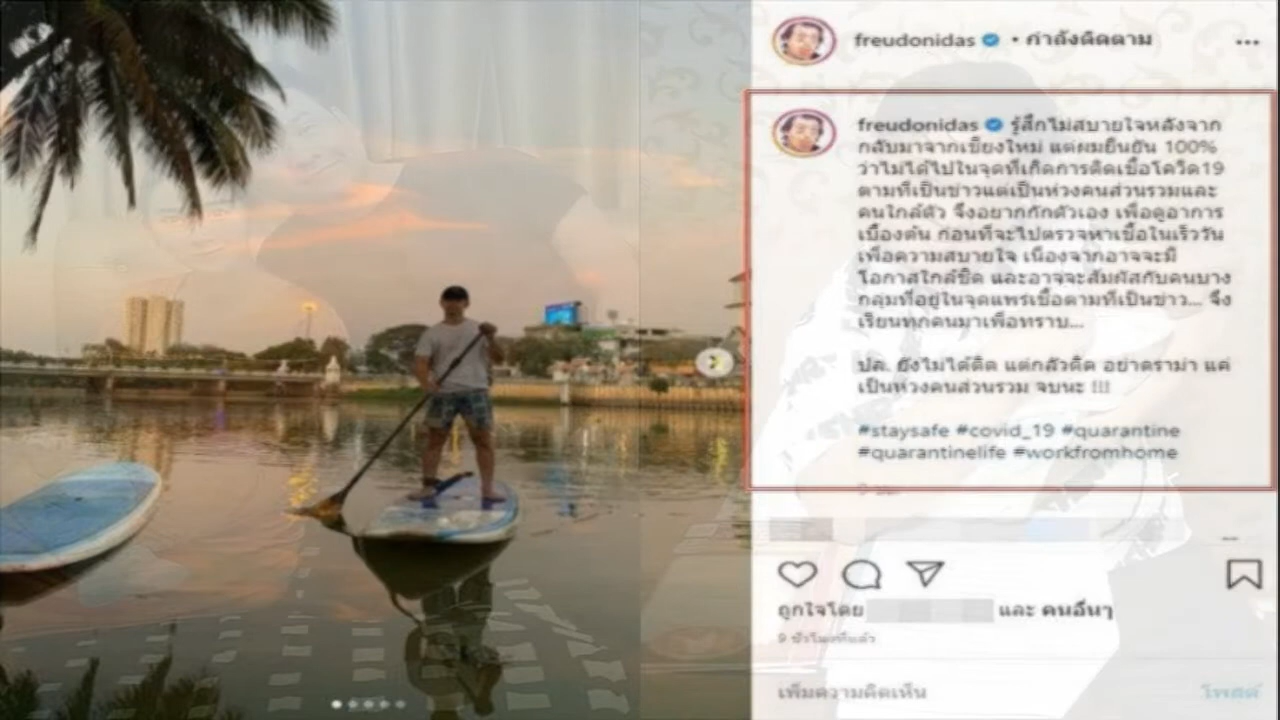 freudonidas • กำลังติดตาม
freudonidas รู้สึกไม่สบายใจหลังจาก
กลับมาจากเชียงใหม่ แต่ผมยืนยัน 100%
ว่าไม่ได้ไปในจุดที่เกิดการติดเชื้อโควิด19
ตามที่เป็นข่าวแต่เป็นห่วงคนส่วนรวมและ
คนใกล้ตัว จึงอยากกักตัวเอง เพื่อดูอาการ
เบื้องต้น ก่อนที่จะไปตรวจหาเชื้อในเร็ววัน
เพื่อความสบายใจ เนื่องจากอาจจะมี
โอกาสใกล้ชิด และอาจจะสัมผัสกับคนบาง
กลุ่มที่อยู่ในจุดแพร่เชื้อตามที่เป็นข่าว... จึง
เรียนทุกคนมาเพื่อทราบ...
ปล. ยังไม่ได้ติด แต่กลัวติด อย่าดราม่า แค่
เป็นห่วงคนส่วนรวม จบนะ !!!
#staysafe #covid_19 #quarantine
#quarantinelife #workfromhome
ถูกใจโดย และ คนอื่นๆ
9 ชั่วโมงที่แล้ว
เพิ่มความคิดเห็น
โพสต์